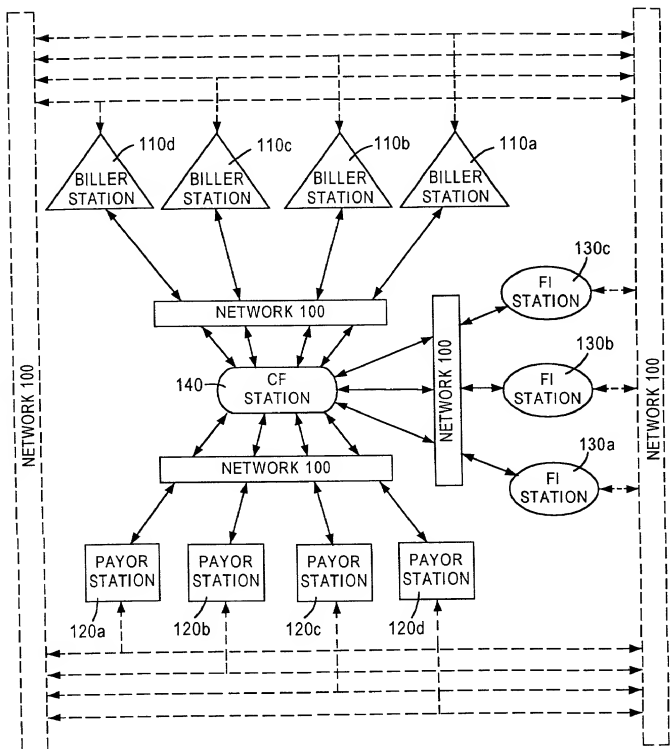 110d
110c
110b
110a
BILLER
STATION
BILLER
STATION
BILLER
STATION
BILLER
STATION
130c
FI
STATION
NETWORK 100
130b
140
CF
STATION
NETWORK 100
FI
STATION
NETWORK 100
NETWORK 100
NETWORK 100
130a
FI
STATION
PAYOR
STATION
PAYOR
STATION
PAYOR
STATION
PAYOR
STATION
120a
120b
120c
120d